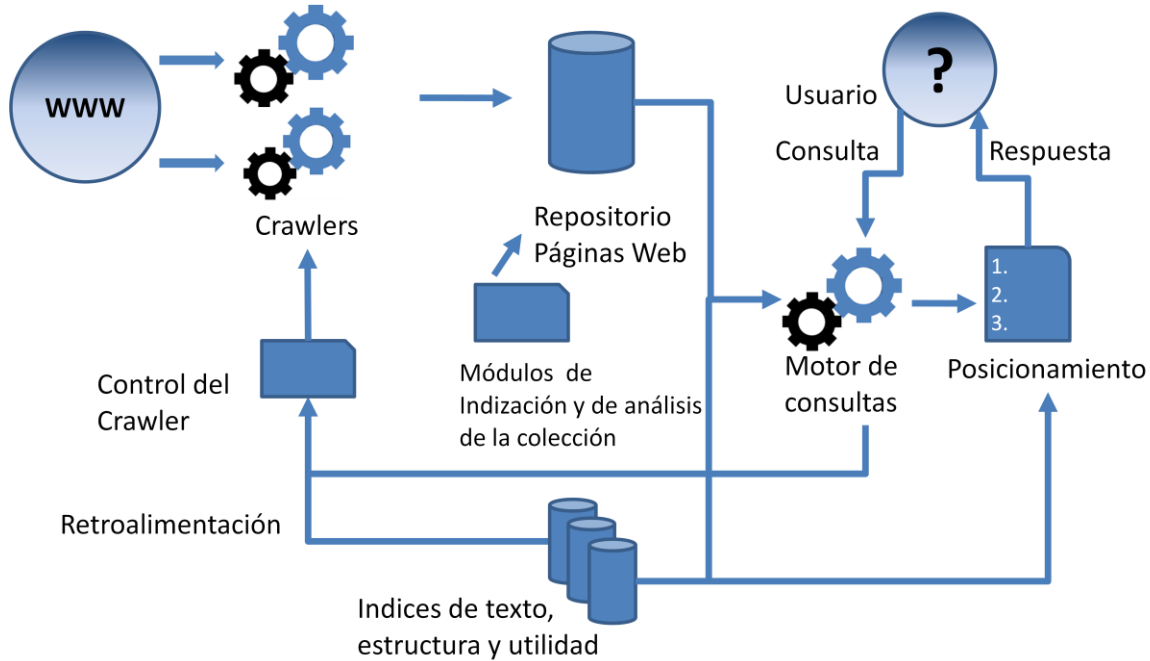 WWW
Crawlers
Repositorio
Páginas Web
Usuario
?
Consulta
Respuesta
1.
2.
3.
Control del
Crawler
Módulos de
Indización y de análisis
de la colección
Motor de
consultas
Posicionamiento
Retroalimentación
Indices de texto,
estructura y utilidad